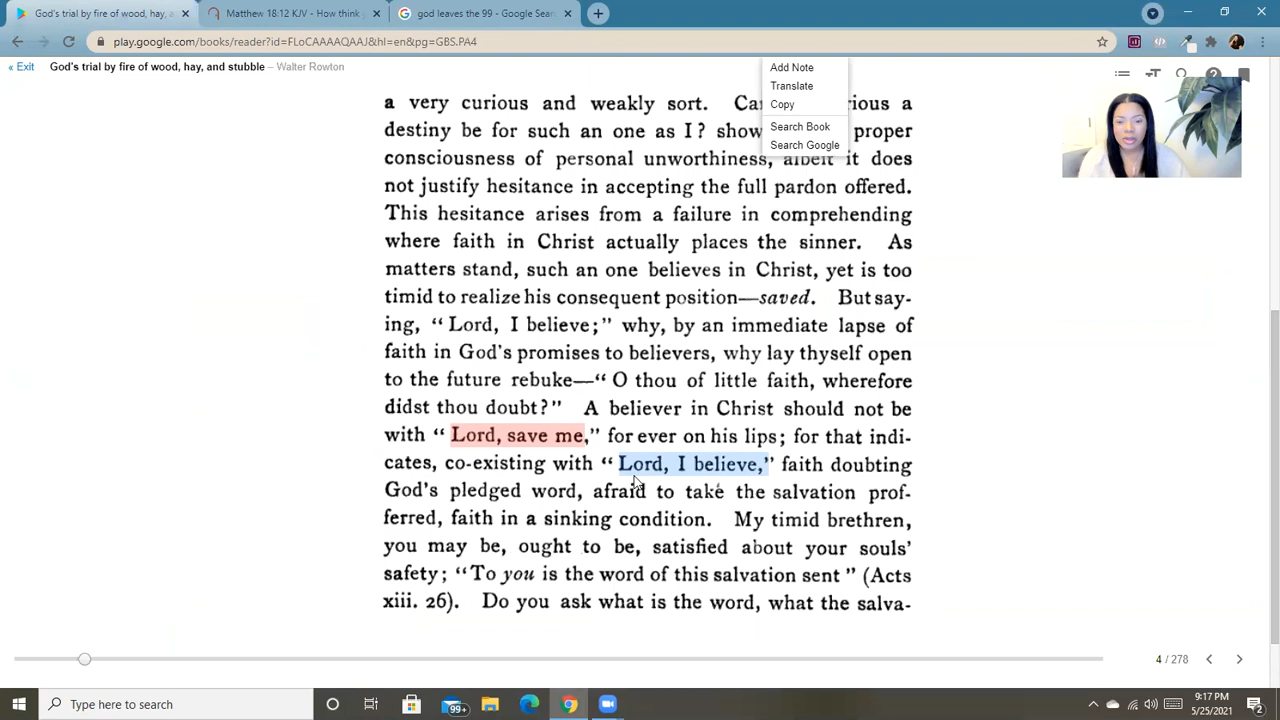 God's trial by fire of wood, hay, a
Matthew 18:12 KJV - How think y
god leaves the 99 - Google Sear
play.google.com/books/reader?id=FLoCAAAAQAAJ&hl=en&pg=GBS.PA4
« Exit
God's trial by fire of wood, hay, and stubble – Walter Rowton
Add Note
Translate
Copy
Search Book
Search Google
a very curious and weakly sort. a
destiny be for such an one as I? show proper
consciousness of personal unworthiness, albeit it does
not justify hesitance in accepting the full pardon offered.
This hesitance arises from a failure in comprehending
where faith in Christ actually places the sinner. As
matters stand, such an one believes in Christ, yet is too
timid to realize his consequent position—saved. But say-
ing, “ Lord, I believe;” why, by an immediate lapse of
faith in God's promises to believers, why lay thyself open
to the future rebuke—“ O thou of little faith, wherefore
didst thou doubt?” A believer in Christ should not be
with “ Lord, save me,” for ever on his lips; for that indi-
cates, co-existing with “ Lord, I believe,” faith doubting
God's pledged word, afraid to take the salvation prof-
ferred, faith in a sinking condition. My timid brethren,
you may be, ought to be, satisfied about your souls'
safety; “To you is the word of this salvation sent ” (Acts
xiii. 26). Do you ask what is the word, what the salva-
4 / 278
Type here to search
99+
9:17 PM
5/25/2021
2